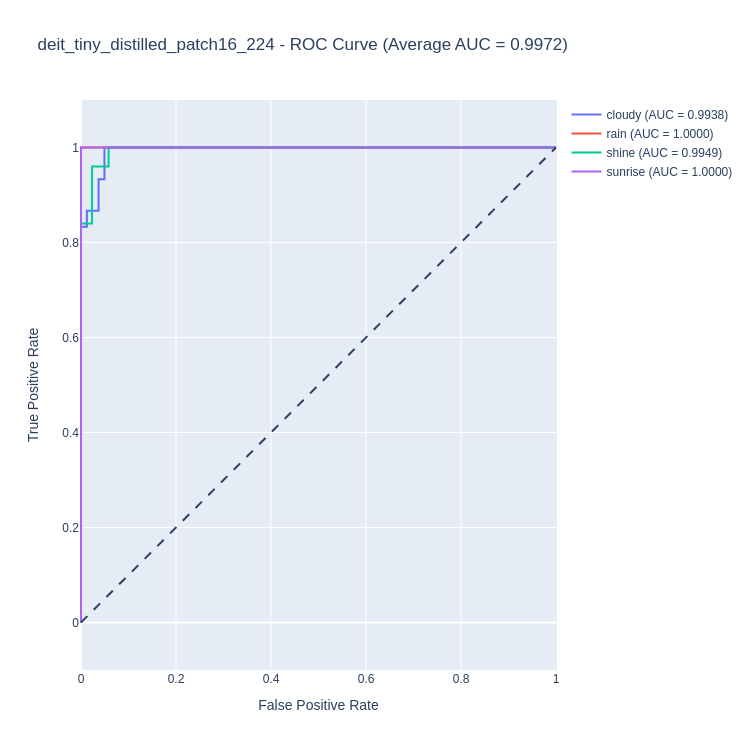 deit_tiny_distilled_patch16_224 - ROC Curve (Average AUC = 0.9972)
cloudy (AUC = 0.9938)
rain (AUC = 1.0000)
shine (AUC = 0.9949)
sunrise (AUC = 1.0000)
1
0.8
0.6
0.4
0.2
0
True Positive Rate
0 0.2 0.4 0.6 0.8 1
False Positive Rate